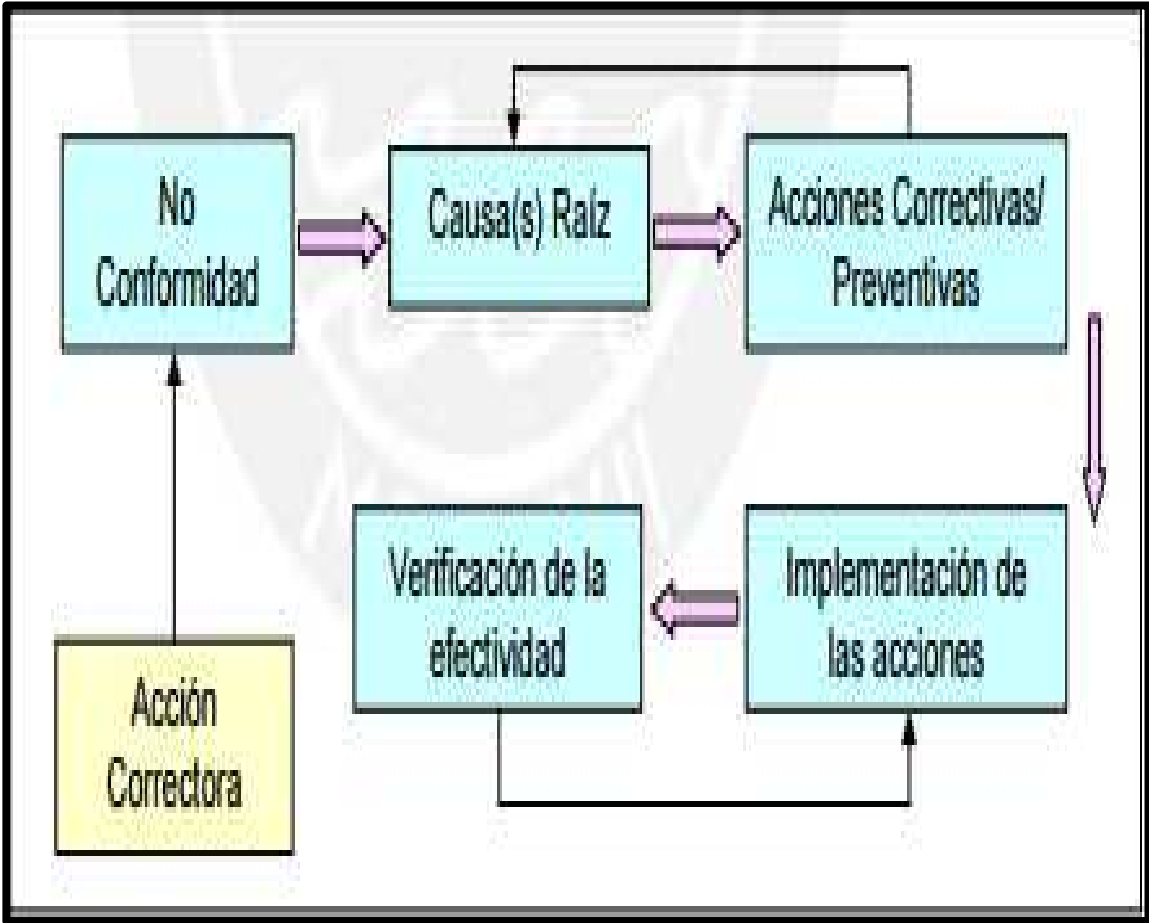 No
Conformidad
Causa(s) Raíz
Acciones Correctivas/
Preventivas
Verificación de la
efectividad
Implementación de
las acciones
Acción
Correctora